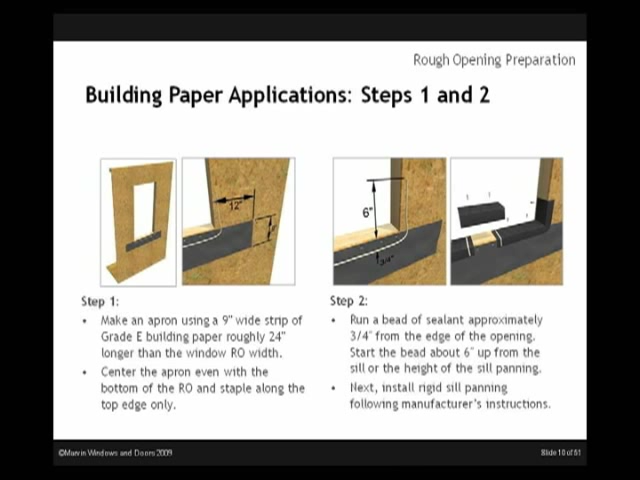 Rough Opening Preparation
Building Paper Applications: Steps 1 and 2
12"
6"
3/4"
Step 1:
• Make an apron using a 9" wide strip of
Grade E building paper roughly 24"
longer than the window RO width.
• Center the apron even with the
bottom of the RO and staple along the
top edge only.
Step 2:
• Run a bead of sealant approximately
3/4" from the edge of the opening.
Start the bead about 6" up from the
sill or the height of the sill panning.
• Next, install rigid sill panning
following manufacturer's instructions.
©Marvin Windows and Doors 2009
Slide 10 of 51